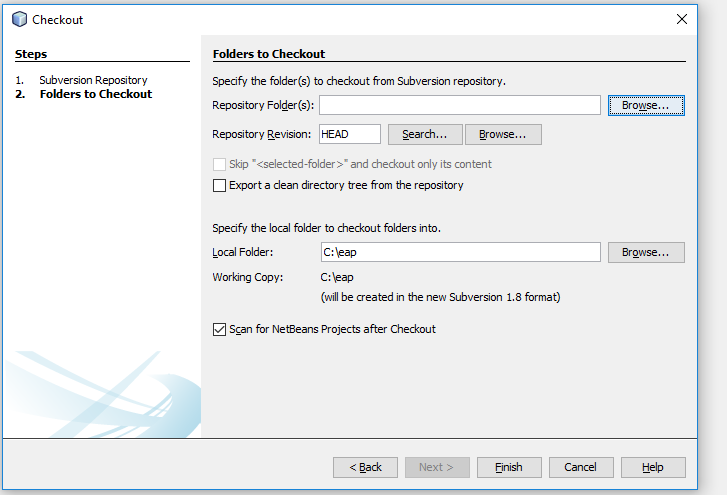 Checkout
Steps
1. Subversion Repository
2. Folders to Checkout
Folders to Checkout
Specify the folder(s) to checkout from Subversion repository.
Repository Folder(s): Browse...
Repository Revision: HEAD Search... Browse...
Skip "<selected-folder>" and checkout only its content
Export a clean directory tree from the repository
Specify the local folder to checkout folders into.
Local Folder: C:\eap Browse...
Working Copy: C:\eap
(will be created in the new Subversion 1.8 format)
Scan for NetBeans Projects after Checkout
< Back Next > Finish Cancel Help